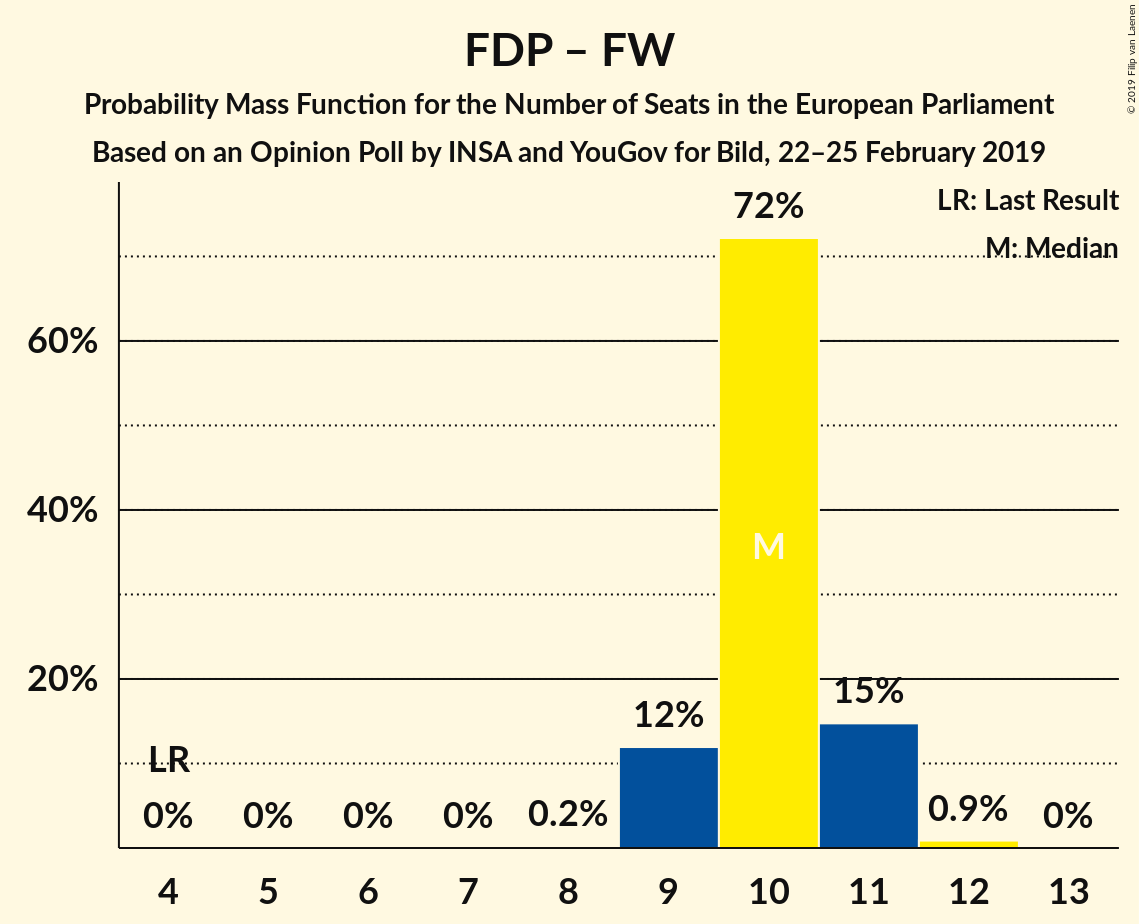 FDP – FW
Probability Mass Function for the Number of Seats in the European Parliament
Based on an Opinion Poll by INSA and YouGov for Bild, 22–25 February 2019
© 2019 Filip van Laenen
LR: Last Result
M: Median
72%
60%
M
40%
20%
15%
12%
LR
0% 0% 0% 0% 0.2% 0.9% 0%
4 5 6 7 8 9 10 11 12 13